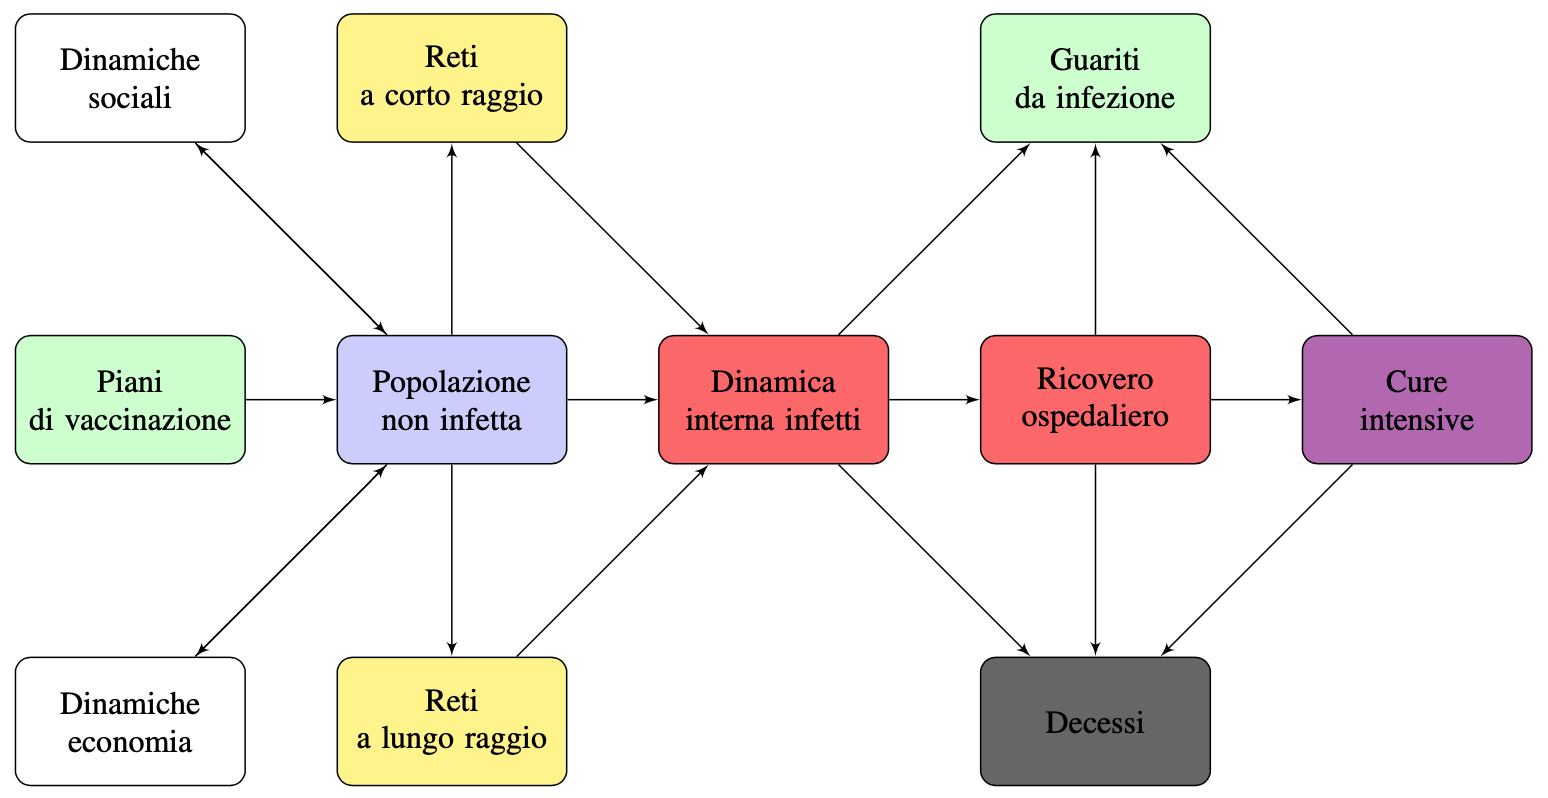 Dinamiche
sociali
Reti
a corto raggio
Guariti
da infezione
Piani
di vaccinazione
Popolazione
non infetta
Dinamica
interna infetti
Ricovero
ospedaliero
Cure
intensive
Dinamiche
economia
Reti
a lungo raggio
Decessi